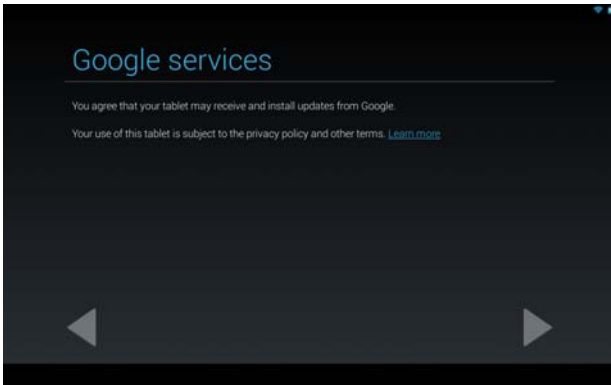 Google services
You agree that your tablet may receive and install updates from Google.
Your use of this tablet is subject to the privacy policy and other terms. Learn more